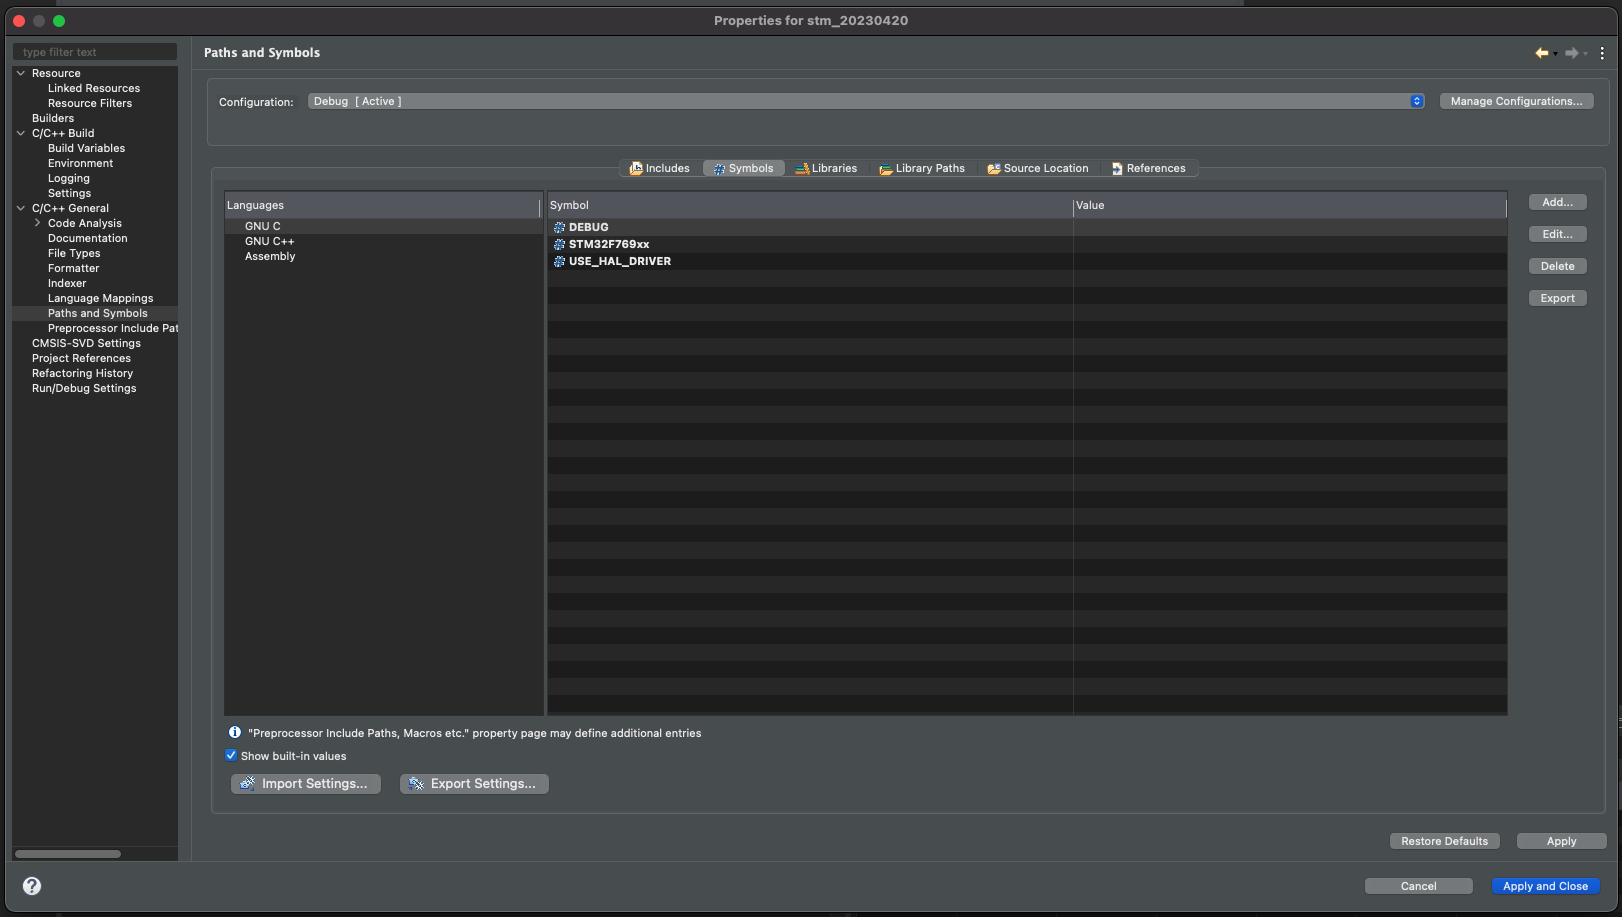 Properties for stm_20230420
type filter text
Resource
Linked Resources
Resource Filters
Builders
C/C++ Build
Build Variables
Environment
Logging
Settings
C/C++ General
Code Analysis
Documentation
File Types
Formatter
Indexer
Language Mappings
Paths and Symbols
Preprocessor Include Pat
CMSIS-SVD Settings
Project References
Refactoring History
Run/Debug Settings
Paths and Symbols
Configuration:
Debug [ Active ]
Manage Configurations...
Includes
Symbols
Libraries
Library Paths
Source Location
References
Languages
GNU C
GNU C++
Assembly
Symbol Value
DEBUG
STM32F769xx
USE_HAL_DRIVER
Add...
Edit...
Delete
Export
"Preprocessor Include Paths, Macros etc." property page may define additional entries
Show built-in values
Import Settings...
Export Settings...
Restore Defaults
Apply
?
Cancel
Apply and Close